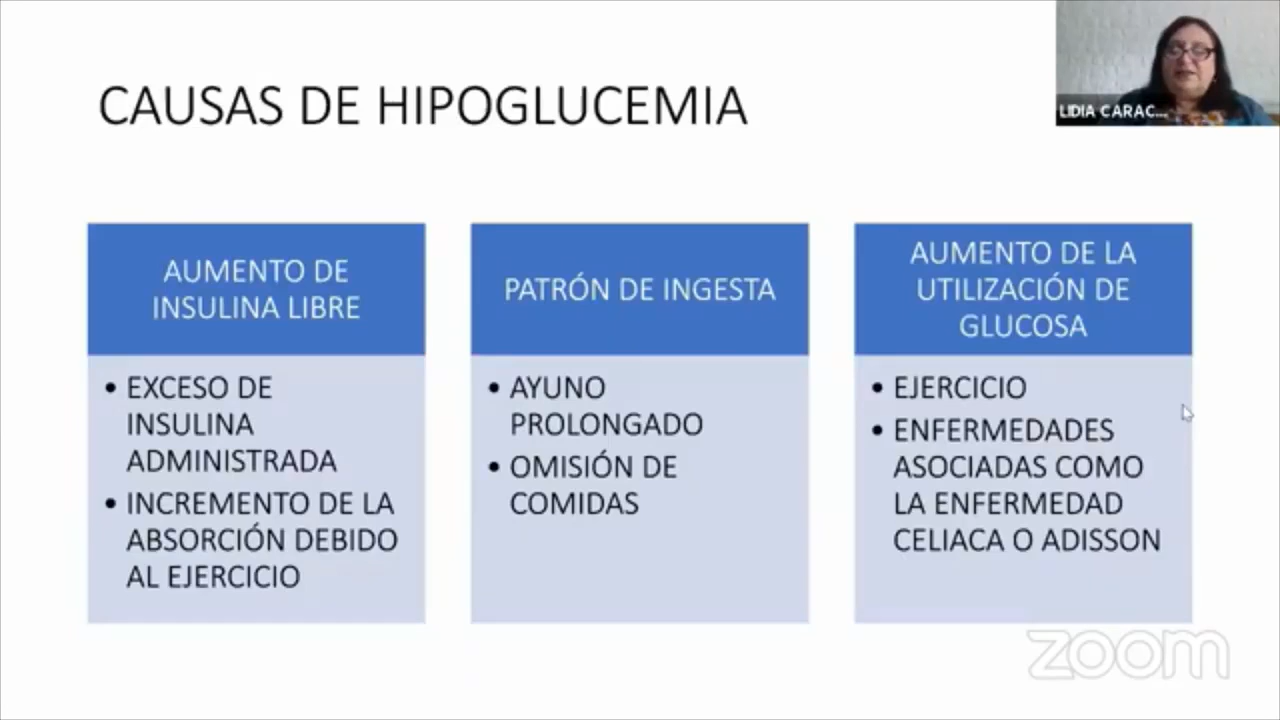 CAUSAS DE HIPOGLUCEMIA
LIDIA CARAC...
AUMENTO DE
INSULINA LIBRE
• EXCESO DE
INSULINA
ADMINISTRADA
• INCREMENTO DE LA
ABSORCIÓN DEBIDO
AL EJERCICIO
PATRÓN DE INGESTA
• AYUNO
PROLONGADO
• OMISIÓN DE
COMIDAS
AUMENTO DE LA
UTILIZACIÓN DE
GLUCOSA
• EJERCICIO
• ENFERMEDADES
ASOCIADAS COMO
LA ENFERMEDAD
CELIACA O ADISSON
zoom